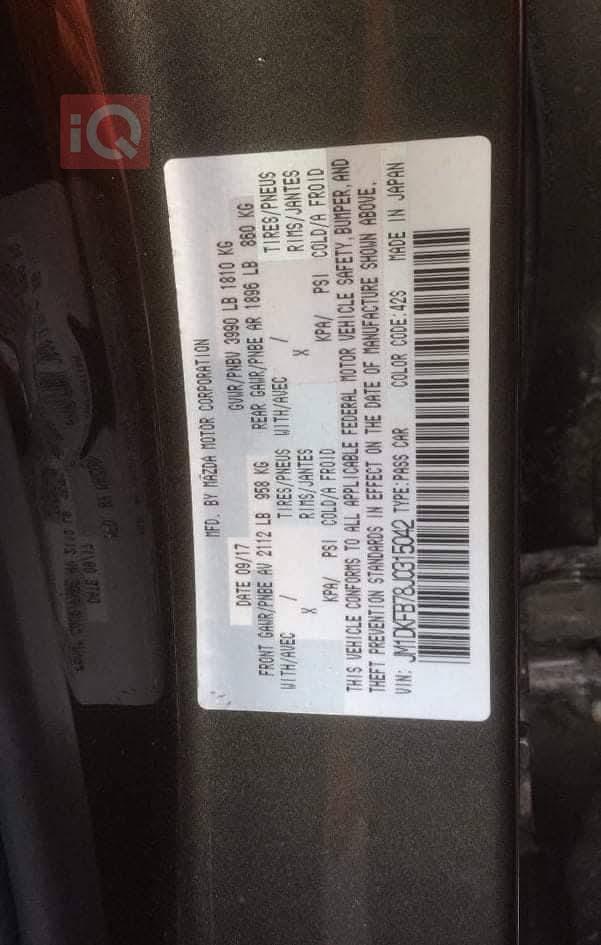 iQ
MFD. BY MAZDA MOTOR CORPORATION
DATE 09/17 GVWR/PNBV 3990 LB 1810 KG
FRONT GAWR/PNBE AV 2112 LB 958 KG REAR GAWR/PNBE AR 1896 LB 860 KG
WITH/AVEC / TIRES/PNEUS WITH/AVEC / TIRES/PNEUS
X RIMS/JANTES X RIMS/JANTES
KPA/ PSI COLD/A FROID KPA/ PSI COLD/A FROID
THIS VEHICLE CONFORMS TO ALL APPLICABLE FEDERAL MOTOR VEHICLE SAFETY, BUMPER, AND
THEFT PREVENTION STANDARDS IN EFFECT ON THE DATE OF MANUFACTURE SHOWN ABOVE.
VIN: JM1DKFB78J0315042 TYPE:PASS CAR COLOR CODE:42S MADE IN JAPAN